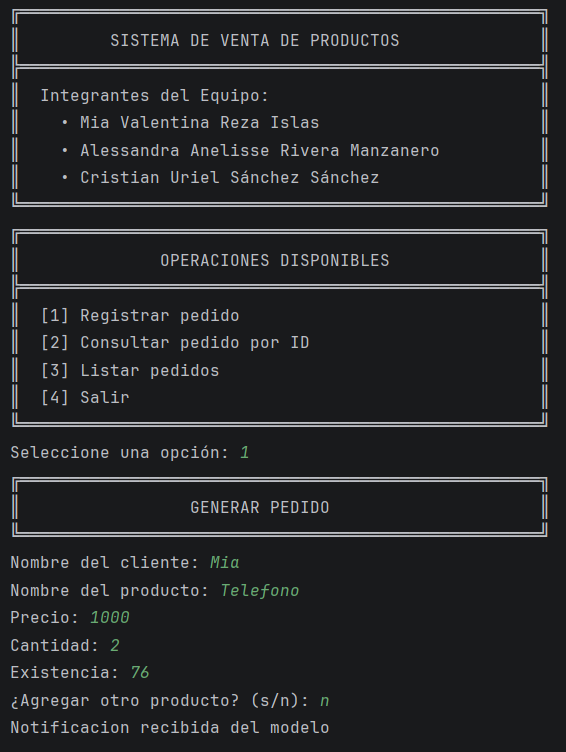 SISTEMA DE VENTA DE PRODUCTOS
Integrantes del Equipo:
• Mia Valentina Reza Islas
• Alessandra Anelisse Rivera Manzanero
• Cristian Uriel Sánchez Sánchez
OPERACIONES DISPONIBLES
[1] Registrar pedido
[2] Consultar pedido por ID
[3] Listar pedidos
[4] Salir
Seleccione una opción: 1
GENERAR PEDIDO
Nombre del cliente: Mia
Nombre del producto: Telefono
Precio: 1000
Cantidad: 2
Existencia: 76
¿Agregar otro producto? (s/n): n
Notificacion recibida del modelo